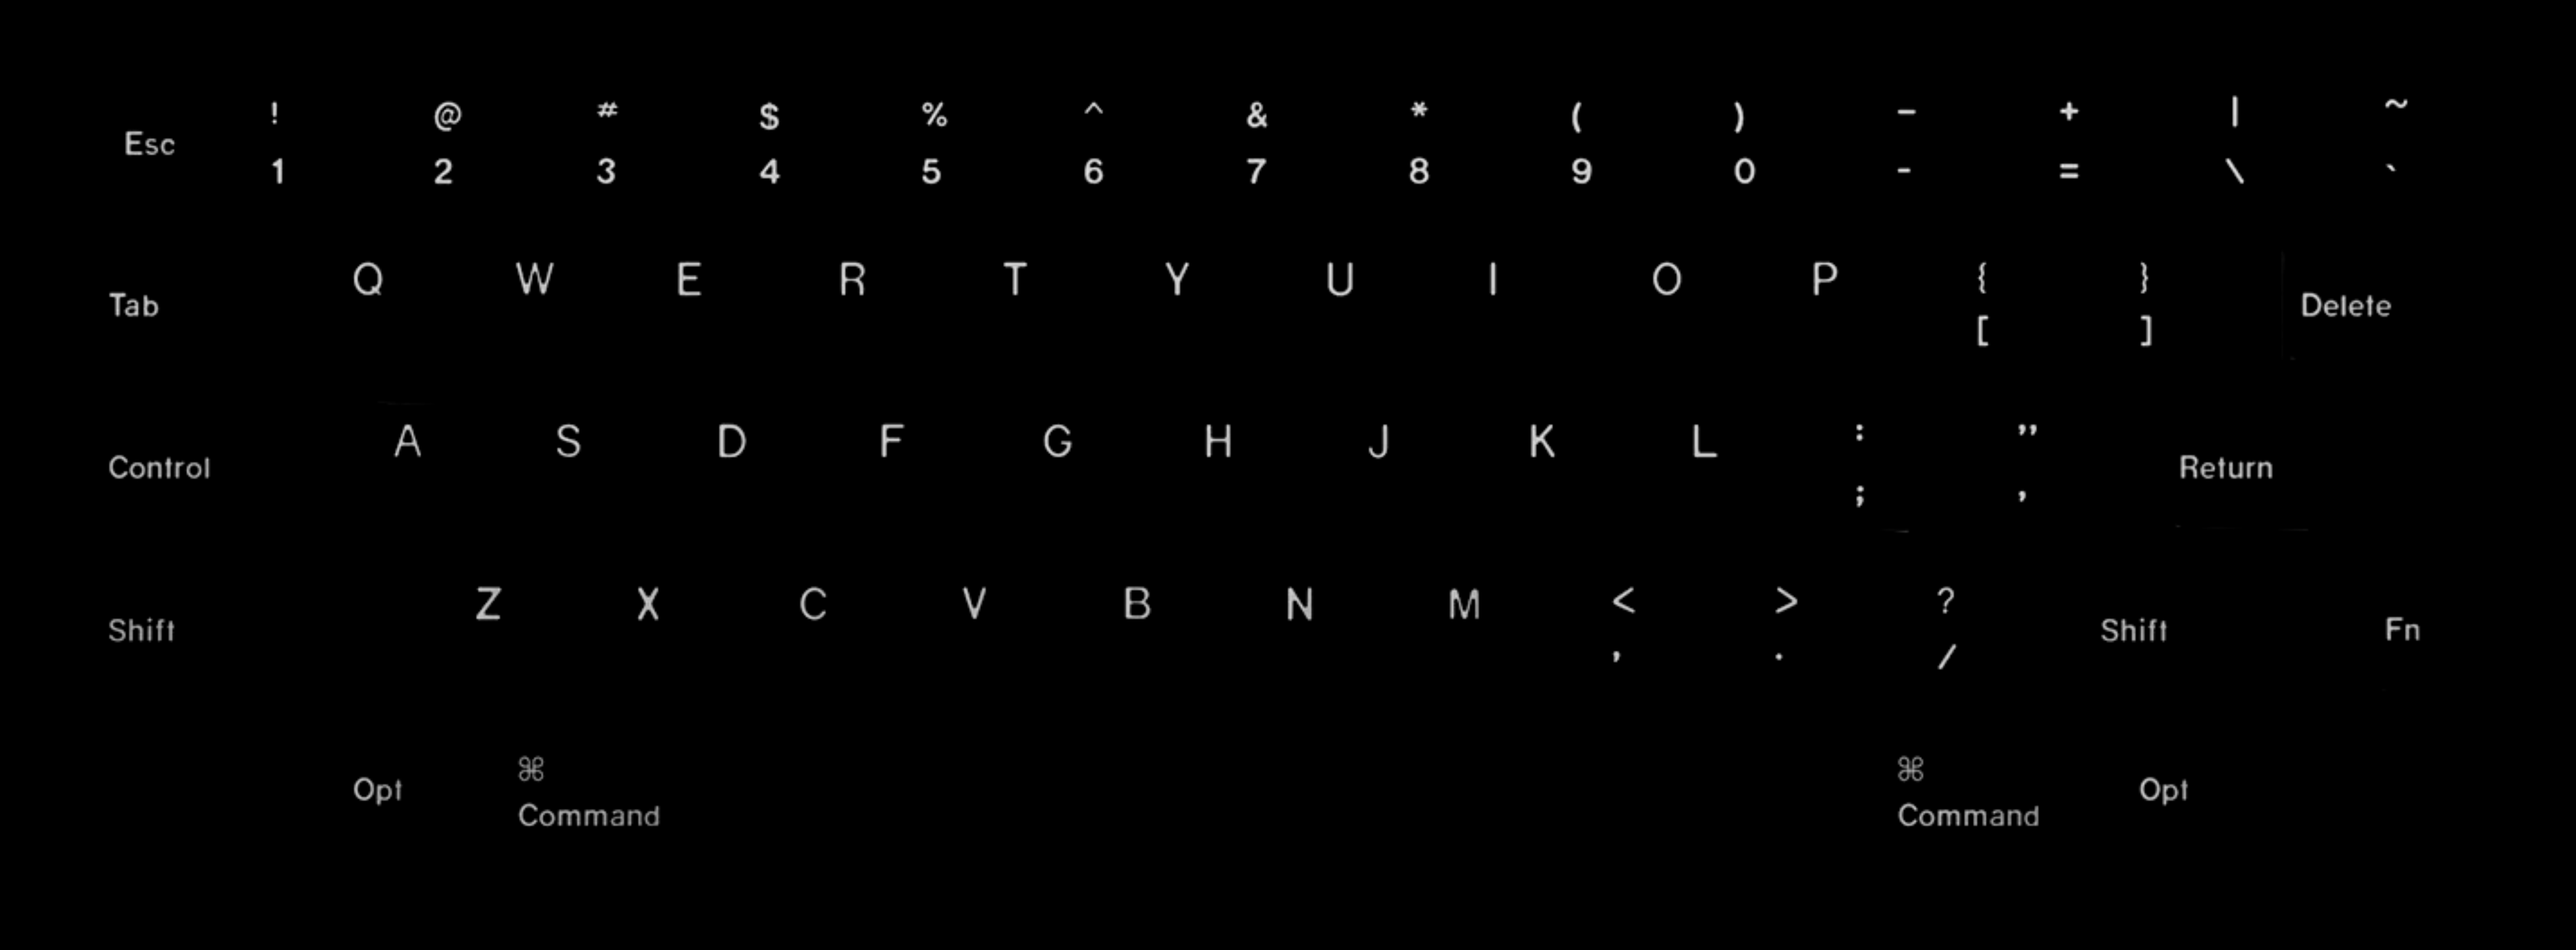 ! @ # $ % ^ & * ( ) – + | ~
Esc 1 2 3 4 5 6 7 8 9 0 - = \ `
Q W E R T Y U I O P { }
Tab [ ] Delete
A S D F G H J K L : ”
Control ; ’ Return
Z X C V B N M < > ?
Shift , . / Shift Fn
⌘ ⌘
Opt Command Command Opt